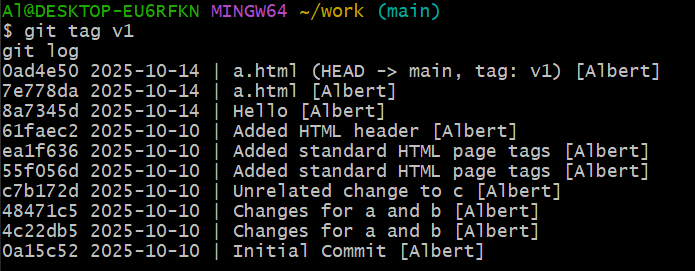 Al@DESKTOP-EU6RFKN MINGW64 ~/work (main)
$ git tag v1
git log
0ad4e50 2025-10-14 | a.html (HEAD -> main, tag: v1) [Albert]
7e778da 2025-10-14 | a.html [Albert]
8a7345d 2025-10-14 | Hello [Albert]
61faec2 2025-10-10 | Added HTML header [Albert]
ea1f636 2025-10-10 | Added standard HTML page tags [Albert]
55f056d 2025-10-10 | Added standard HTML page tags [Albert]
c7b172d 2025-10-10 | Unrelated change to c [Albert]
48471c5 2025-10-10 | Changes for a and b [Albert]
4c22db5 2025-10-10 | Changes for a and b [Albert]
0a15c52 2025-10-10 | Initial Commit [Albert]